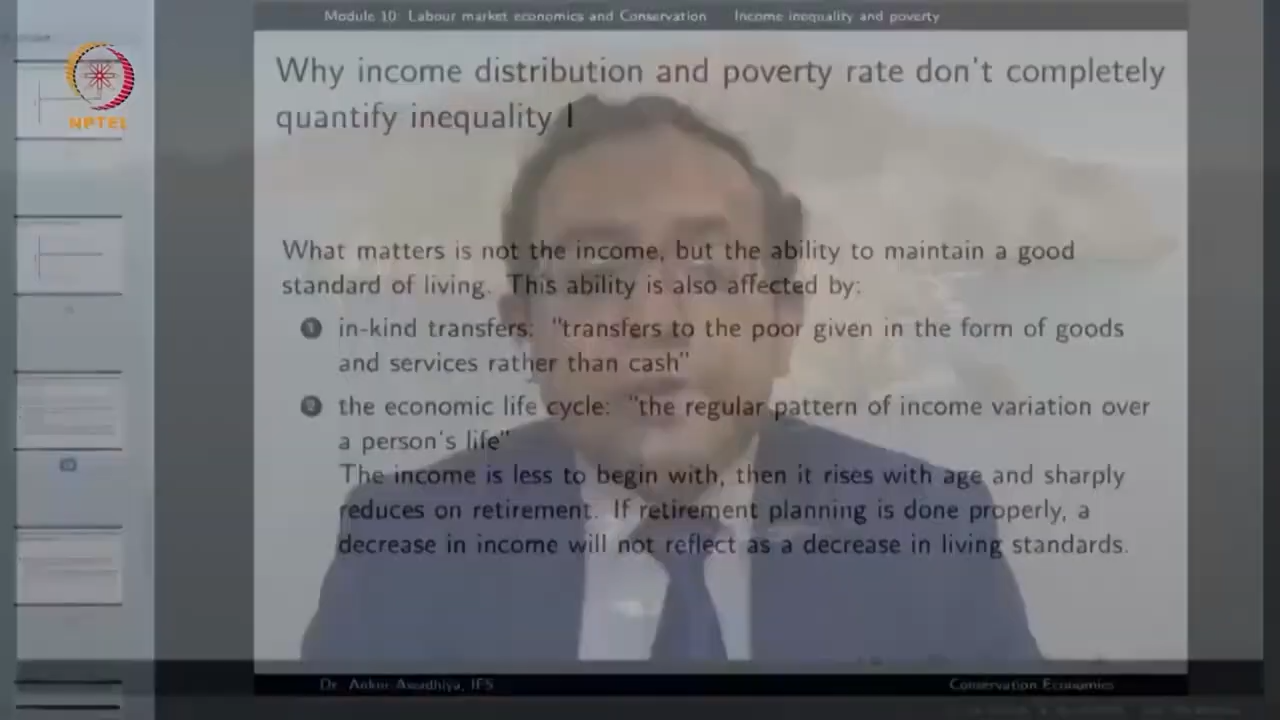 Module 10: Labour market economics and Conservation Income inequality and poverty
NPTEL
Why income distribution and poverty rate don't completely
quantify inequality I
What matters is not the income, but the ability to maintain a good
standard of living. This ability is also affected by:
1 in-kind transfers: "transfers to the poor given in the form of goods
and services rather than cash"
2 the economic life cycle: "the regular pattern of income variation over
a person's life"
The income is less to begin with, then it rises with age and sharply
reduces on retirement. If retirement planning is done properly, a
decrease in income will not reflect as a decrease in living standards.
Dr. Ankur Awadhiya, IFS Conservation Economics